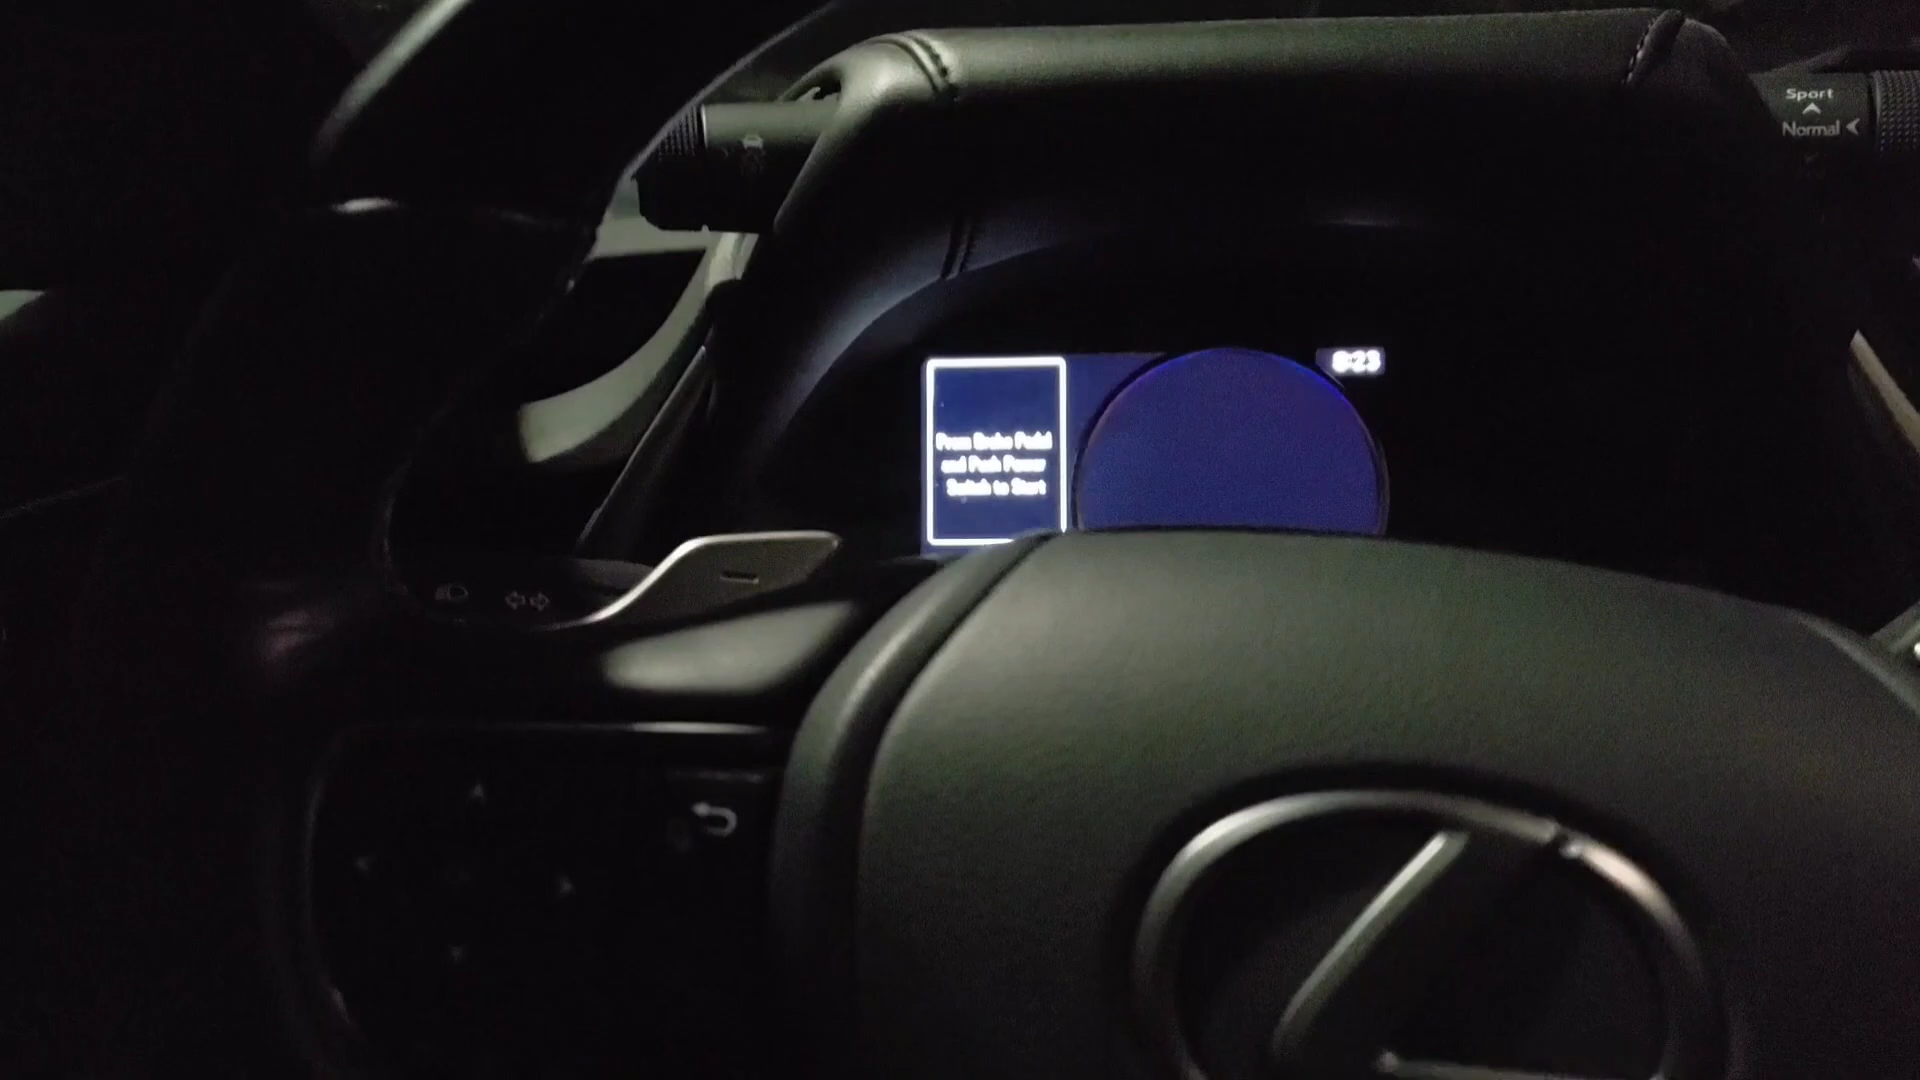 Sport
Normal
8:23
Press Brake Pedal
and Push Power
Switch to Start